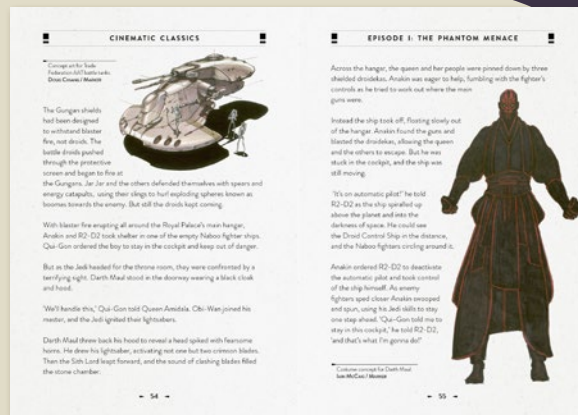 CINEMATIC CLASSICS
Concept art for Trade
Federation AAT battle tanks
DOUG CHIANG / MARKER
The Gungan shields
had been designed
to withstand blaster
fire, not droids. The
battle droids pushed
through the protective
screen and began to fire at
the Gungans. Jar Jar and the others defended themselves with spears and
energy catapults, using their slings to hurl exploding spheres known as
boomas towards the enemy. But still the droids kept coming.
With blaster fire erupting all around the Royal Palace's main hangar,
Anakin and R2-D2 took shelter in one of the empty Naboo fighter ships.
Qui-Gon ordered the boy to stay in the cockpit and keep out of danger.
But as the Jedi headed for the throne room, they were confronted by a
terrifying sight. Darth Maul stood in the doorway wearing a black cloak
and hood.
'We'll handle this,' Qui-Gon told Queen Amidala. Obi-Wan joined his
master, and the Jedi ignited their lightsabers.
Darth Maul threw back his hood to reveal a head spiked with fearsome
horns. He drew his lightsaber, activating not one but two crimson blades.
Then the Sith Lord leapt forward, and the sound of clashing blades filled
the stone chamber.
54
EPISODE I: THE PHANTOM MENACE
Across the hangar, the queen and her people were pinned down by three
shielded droidekas. Anakin was eager to help, fumbling with the fighter's
controls as he tried to work out where the main
guns were.
Instead the ship took off, floating slowly out
of the hangar. Anakin found the guns and
blasted the droidekas, allowing the queen
and the others to escape. But he was
stuck in the cockpit, and the ship was
still moving.
'It's on automatic pilot!' he told
R2-D2 as the ship spiralled up
above the planet and into the
darkness of space. He could see
the Droid Control Ship in the distance,
and the Naboo fighters circling around it.
Anakin ordered R2-D2 to deactivate
the automatic pilot and took control
of the ship himself. As enemy
fighters sped closer Anakin swooped
and spun, using his Jedi skills to stay
one step ahead. 'Qui-Gon told me to
stay in this cockpit,' he told R2-D2,
'and that's what I'm gonna do!'
Costume concept for Darth Maul
IAIN MCCAIG / MARKER
55